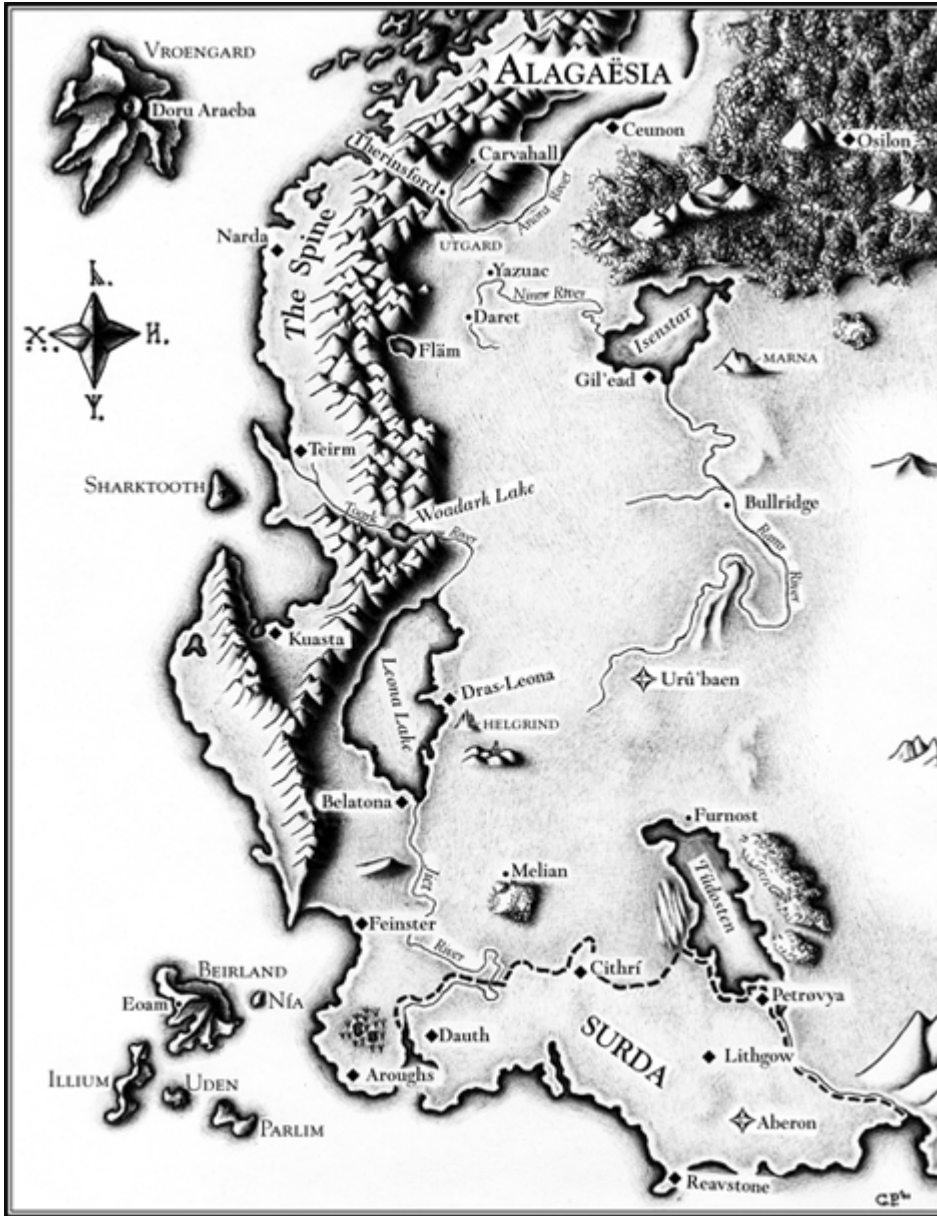 VROENGARD
ALAGAËSIA
Doru Araeba
Ceunon
Osilon
Therinsford
Carvahall
Anora River
Narda
The Spine
UTGARD
Yazuac
Ninor River
Daret
Isenstar
Fläm
MARNA
Gil'ead
Teirm
SHARKTOOTH
Woadark Lake
Toark
River
Bullridge
Ramr
River
Kuasta
Leona Lake
Dras-Leona
Urû'baen
HELGRIND
Belatona
Furnost
Melian
Tüdosten
Jiet
River
Feinster
BEIRLAND
Eoam
NÍA
Cithrí
Petrøvya
Dauth
SURDA
Lithgow
ILLIUM
UDEN
Aroughs
PARLIM
Aberon
Reavstone